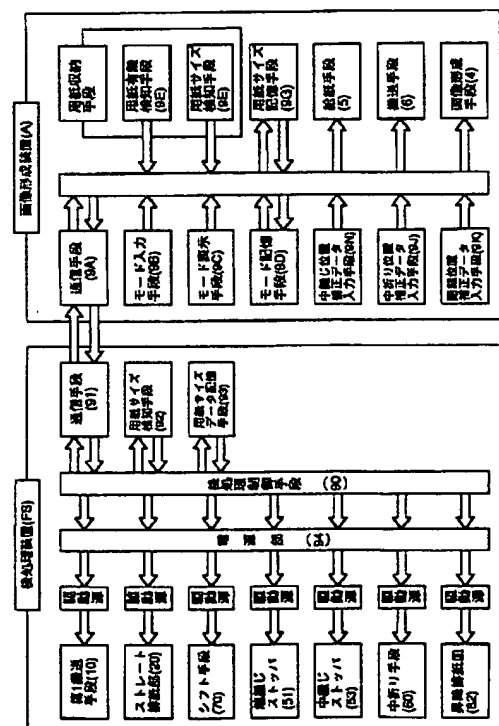 画像形成装置(A)
用紙収納
手段
用紙有無
検知手段
(9E)
用紙サイズ
検知手段
(9E)
用紙サイズ
記憶手段
(9G)
給紙手段
(5)
搬送手段
(6)
画像形成
手段(4)
通信手段
(9A)
モード入力
手段(9B)
モード表示
手段(9C)
モード記憶
手段(9D)
中綴じ位置
補正データ
入力手段(9N)
中折り位置
補正データ
入力手段(9J)
位置
補正データ
入力手段(9K)
後処理装置(FS)
通信手段
(91)
用紙サイズ
検知手段
(92)
用紙サイズ
データ記憶
手段(93)
後処理制御手段 (90)
電源部 (94)
駆動源
駆動源
駆動源
駆動源
駆動源
駆動源
駆動源
第1搬送
手段(10)
ストレート
排紙部(20)
シフト手段
(70)
端綴じ
ストッパ
(51)
中綴じ
ストッパ
(53)
中折り手段
(60)
昇降排紙皿
(82)